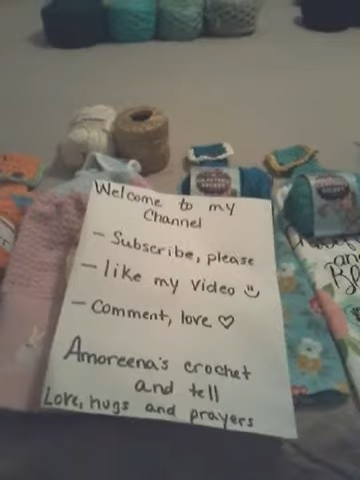 Welcome to my
Channel
- Subscribe, please
- like my video
- Comment, love ♡
Amoreena's crochet
and tell
Love, hugs and prayers
and